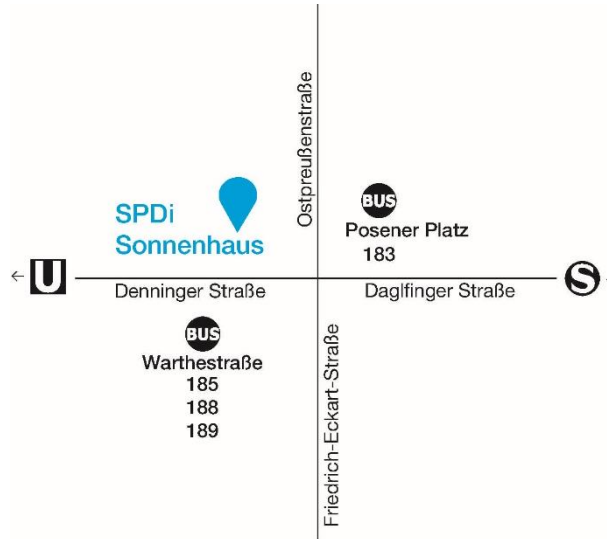 Ostpreußenstraße
SPDi
Sonnenhaus
BUS
Posener Platz
183
← U
S
Denninger Straße
Daglfinger Straße
BUS
Warthestraße
185
188
189
Friedrich-Eckart-Straße